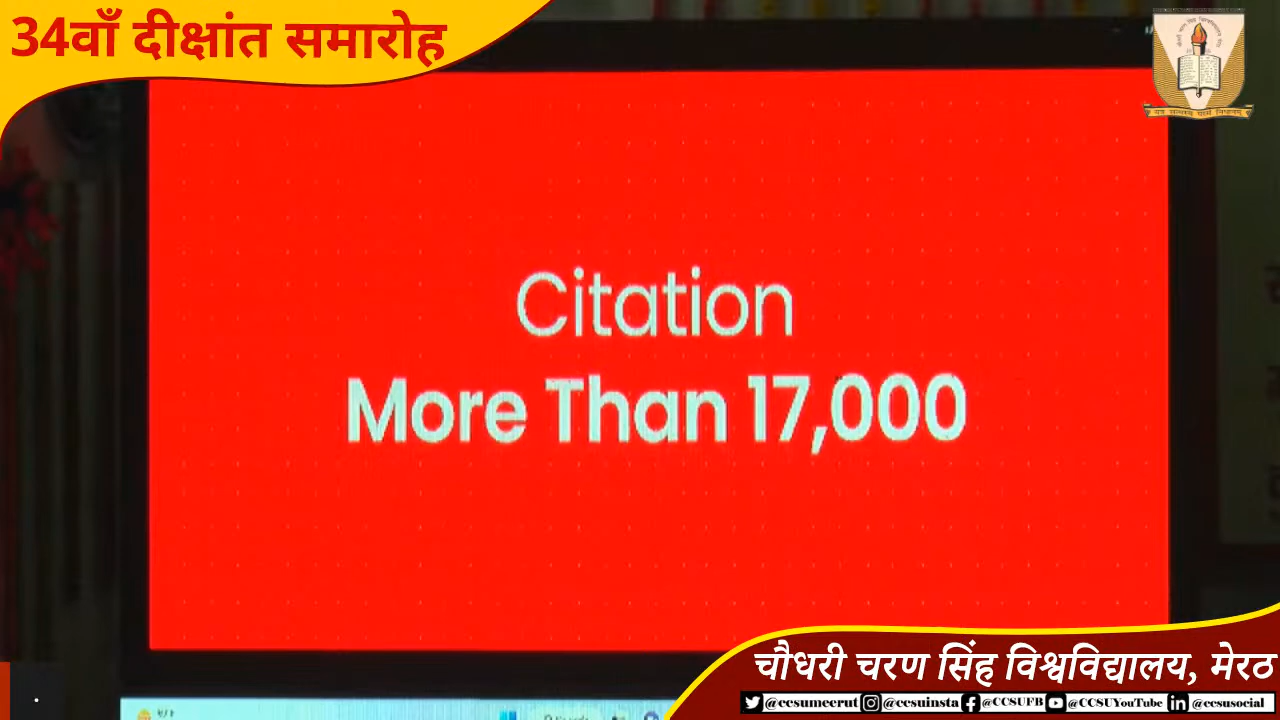 34वाँ दीक्षांत समारोह
Citation
More Than 17,000
चौधरी चरण सिंह विश्वविद्यालय, मेरठ
@ccsumeerut @ccsuinsta @CCSUFB @CCSUYouTube @ccsusocial